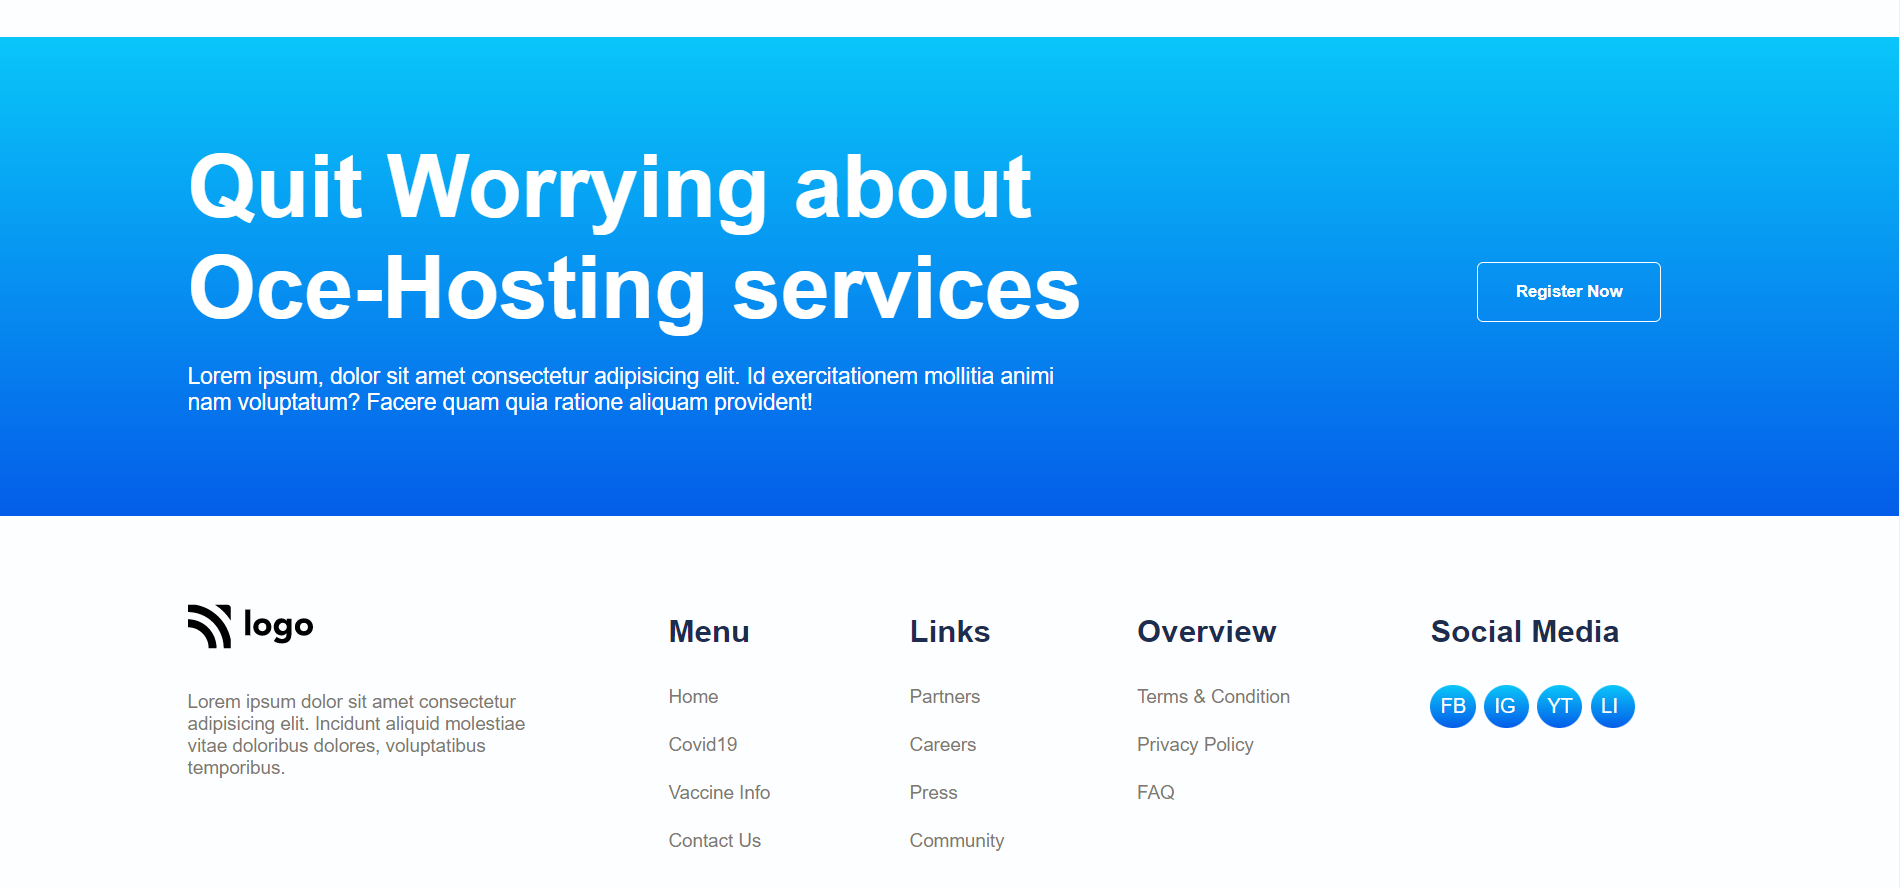 Quit Worrying about
Oce-Hosting services
Register Now
Lorem ipsum, dolor sit amet consectetur adipisicing elit. Id exercitationem mollitia animi
nam voluptatum? Facere quam quia ratione aliquam provident!
logo
Lorem ipsum dolor sit amet consectetur
adipisicing elit. Incidunt aliquid molestiae
vitae doloribus dolores, voluptatibus
temporibus.
Menu
Home
Covid19
Vaccine Info
Contact Us
Links
Partners
Careers
Press
Community
Overview
Terms & Condition
Privacy Policy
FAQ
Social Media
FB IG YT LI